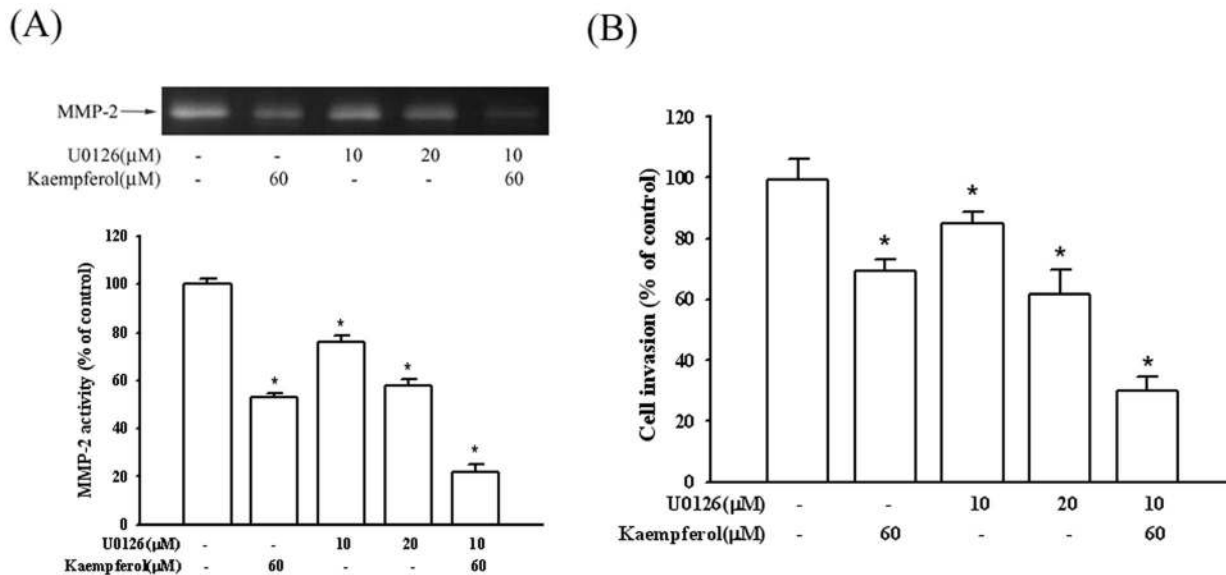 (A)
MMP-2
U0126(µM) - - 10 20 10
Kaempferol(µM) - 60 - - 60
MMP-2 activity (% of control)
120
100
80
60
40
20
0
* * * *
U0126(µM) - - 10 20 10
Kaempferol(µM) - 60 - - 60
(B)
Cell invasion (% of control)
120
100
80
60
40
20
0
* * * *
U0126(µM) - - 10 20 10
Kaempferol(µM) - 60 - - 60